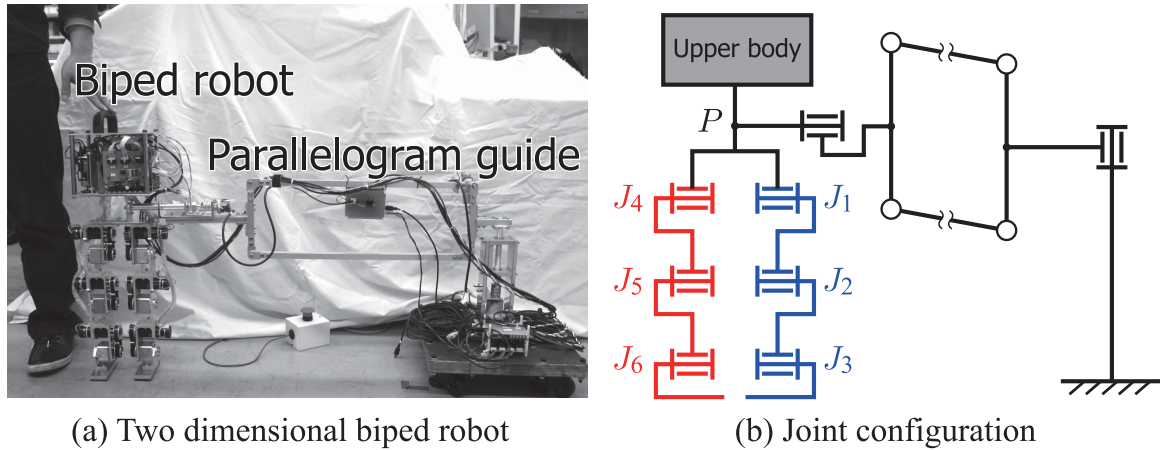 Biped robot
Parallelogram guide
Upper body
P
J4 J1
J5 J2
J6 J3
(a) Two dimensional biped robot
(b) Joint configuration